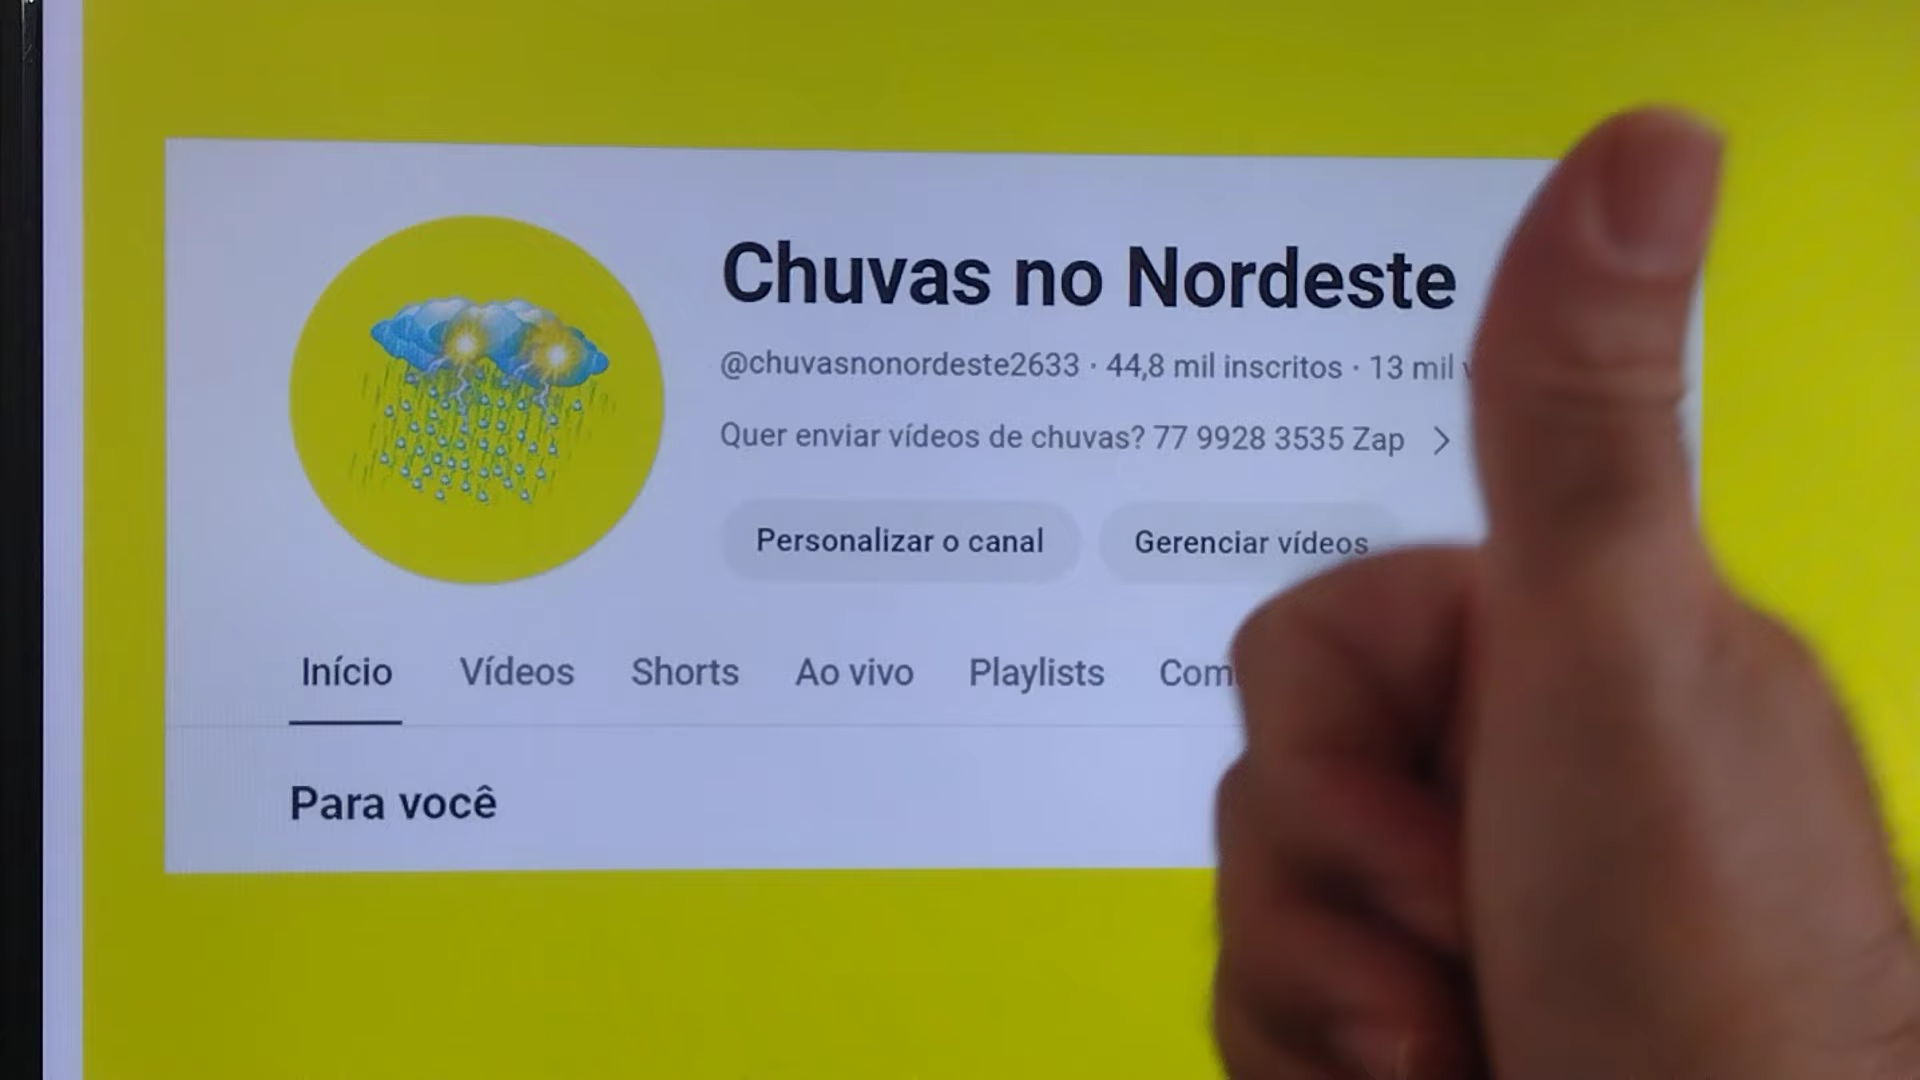 Chuvas no Nordeste
@chuvasnonordeste2633 · 44,8 mil inscritos · 13 mil
Quer enviar vídeos de chuvas? 77 9928 3535 Zap
Personalizar o canal Gerenciar vídeos
Início Vídeos Shorts Ao vivo Playlists Com
Para você